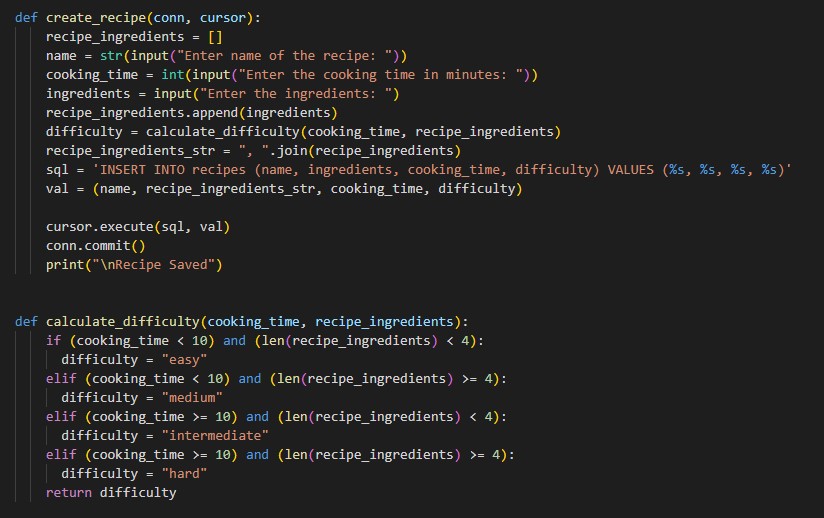 def create_recipe(conn, cursor):
    recipe_ingredients = []
    name = str(input("Enter name of the recipe: "))
    cooking_time = int(input("Enter the cooking time in minutes: "))
    ingredients = input("Enter the ingredients: ")
    recipe_ingredients.append(ingredients)
    difficulty = calculate_difficulty(cooking_time, recipe_ingredients)
    recipe_ingredients_str = ", ".join(recipe_ingredients)
    sql = 'INSERT INTO recipes (name, ingredients, cooking_time, difficulty) VALUES (%s, %s, %s, %s)'
    val = (name, recipe_ingredients_str, cooking_time, difficulty)

    cursor.execute(sql, val)
    conn.commit()
    print("\nRecipe Saved")


def calculate_difficulty(cooking_time, recipe_ingredients):
    if (cooking_time < 10) and (len(recipe_ingredients) < 4):
      difficulty = "easy"
    elif (cooking_time < 10) and (len(recipe_ingredients) >= 4):
      difficulty = "medium"
    elif (cooking_time >= 10) and (len(recipe_ingredients) < 4):
      difficulty = "intermediate"
    elif (cooking_time >= 10) and (len(recipe_ingredients) >= 4):
      difficulty = "hard"
    return difficulty